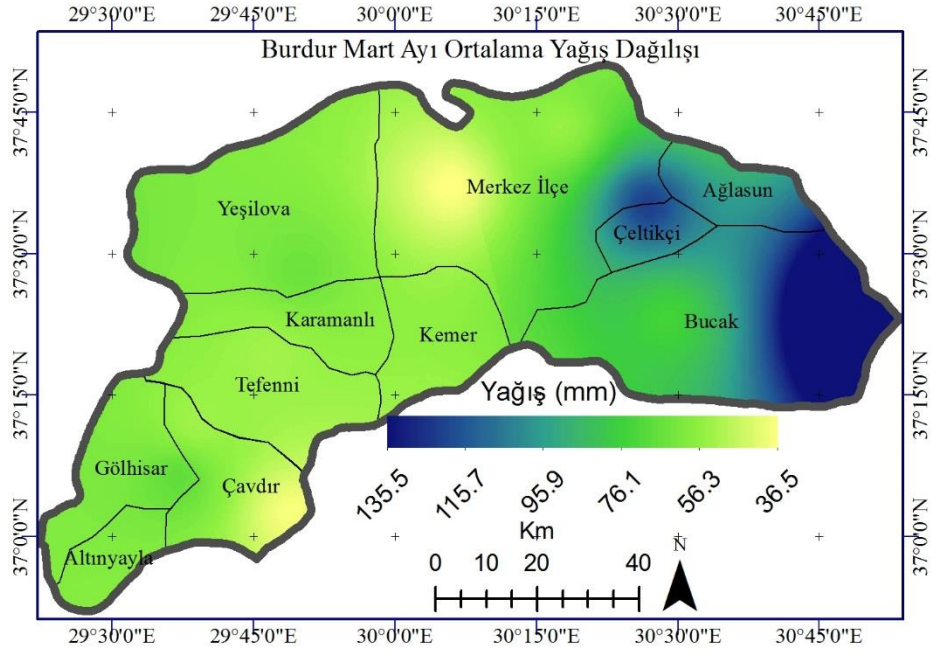 29°30'0"E 29°45'0"E 30°0'0"E 30°15'0"E 30°30'0"E 30°45'0"E
Burdur Mart Ayı Ortalama Yağış Dağılışı
37°45'0"N 37°45'0"N
Merkez İlçe
Ağlasun
Yeşilova
Çeltikçi
37°30'0"N 37°30'0"N
Karamanlı
Kemer
Bucak
Tefenni
Yağış (mm)
37°15'0"N 37°15'0"N
135.5 115.7 95.9 76.1 56.3 36.5
Gölhisar
Çavdır
Km
37°0'0"N 37°0'0"N
Altınyayla
0 10 20 40
N
29°30'0"E 29°45'0"E 30°0'0"E 30°15'0"E 30°30'0"E 30°45'0"E